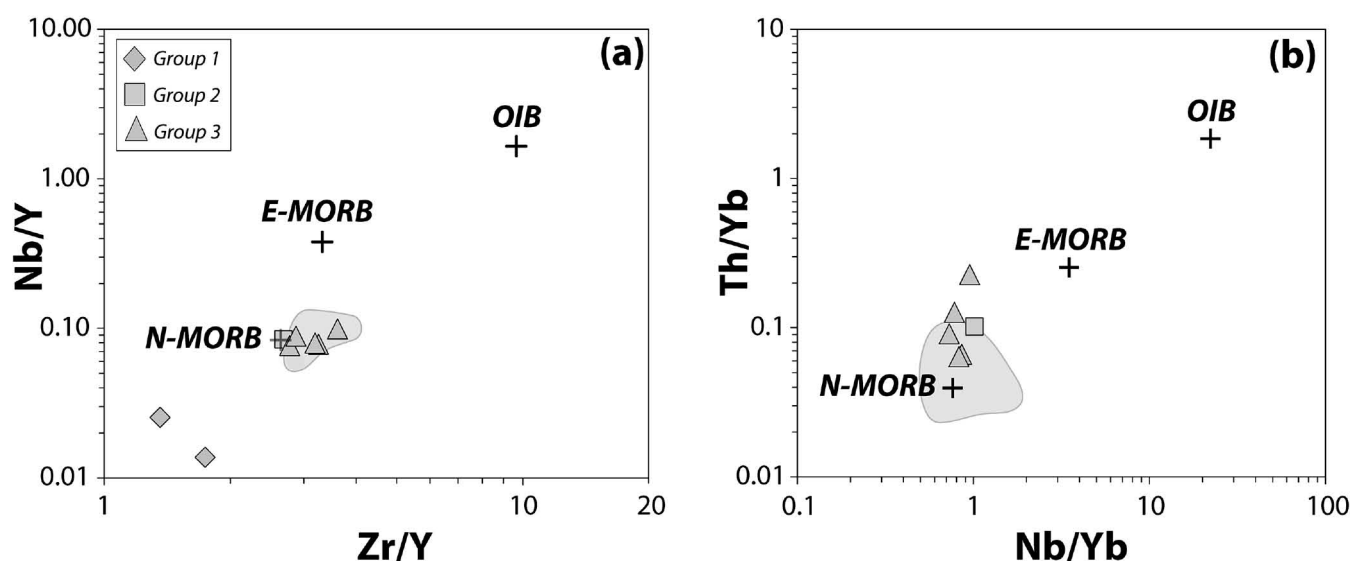 (a)
10.00
1.00
0.10
0.01
Nb/Y
Group 1
Group 2
Group 3
OIB
E-MORB
N-MORB
1
10
20
Zr/Y
(b)
10
1
0.1
0.01
Th/Yb
OIB
E-MORB
N-MORB
0.1
1
10
100
Nb/Yb